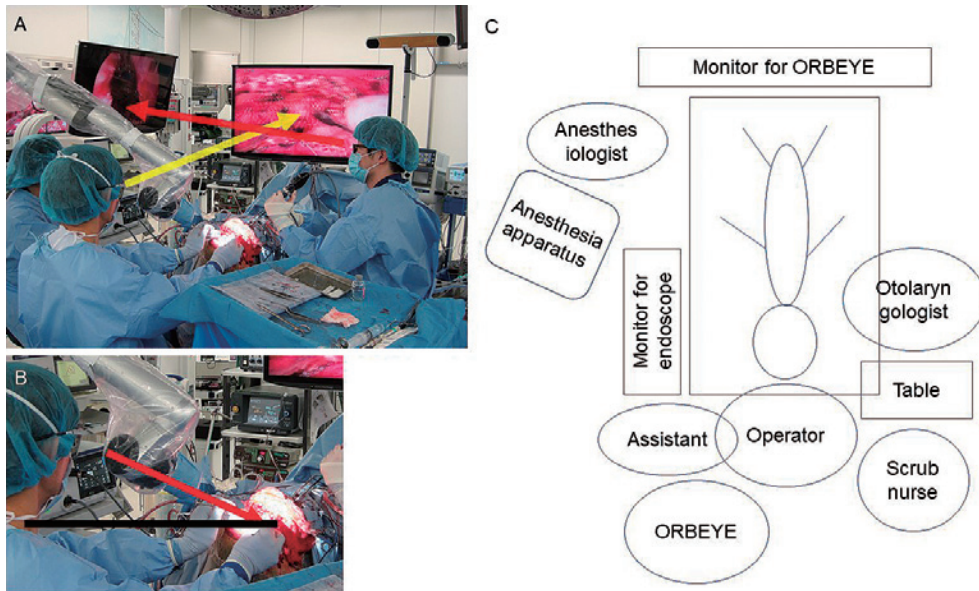 A
B
C
Monitor for ORBEYE
Anesthes
iologist
Anesthesia
apparatus
Monitor for
endoscope
Otolaryn
gologist
Table
Assistant
Operator
Scrub
nurse
ORBEYE